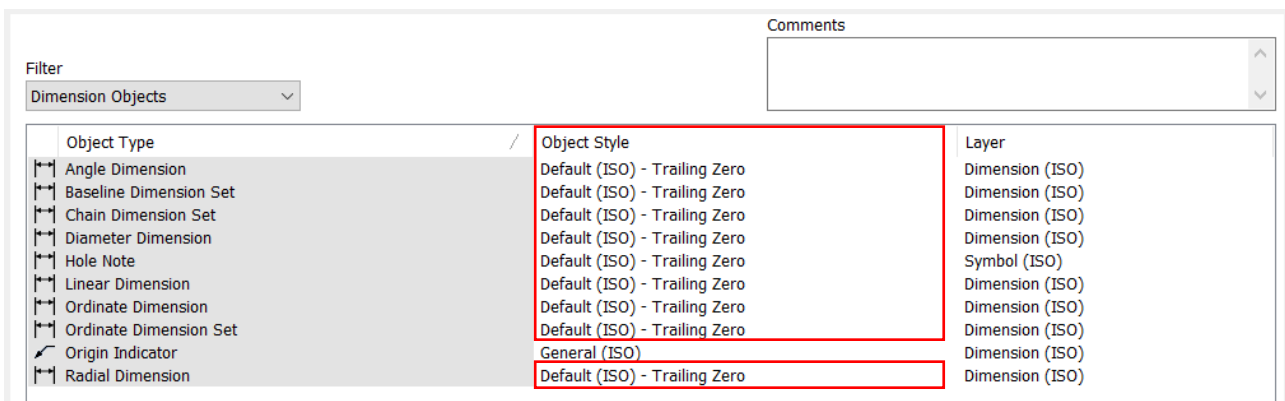 Comments
Filter
Dimension Objects
Object Type / Object Style Layer
Angle Dimension Default (ISO) - Trailing Zero Dimension (ISO)
Baseline Dimension Set Default (ISO) - Trailing Zero Dimension (ISO)
Chain Dimension Set Default (ISO) - Trailing Zero Dimension (ISO)
Diameter Dimension Default (ISO) - Trailing Zero Dimension (ISO)
Hole Note Default (ISO) - Trailing Zero Symbol (ISO)
Linear Dimension Default (ISO) - Trailing Zero Dimension (ISO)
Ordinate Dimension Default (ISO) - Trailing Zero Dimension (ISO)
Ordinate Dimension Set Default (ISO) - Trailing Zero Dimension (ISO)
Origin Indicator General (ISO) Dimension (ISO)
Radial Dimension Default (ISO) - Trailing Zero Dimension (ISO)